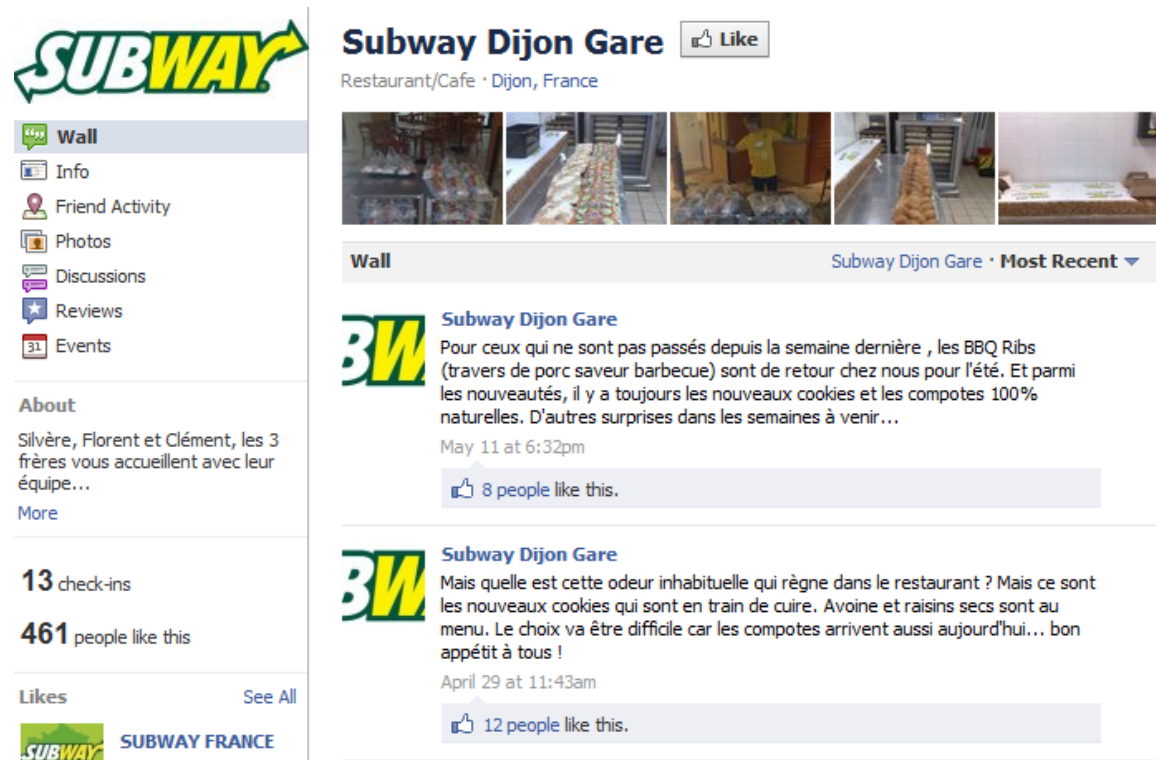 SUBWAY
Wall
Info
Friend Activity
Photos
Discussions
Reviews
31
Events
About
Silvère, Florent et Clément, les 3
frères vous accueillent avec leur
équipe...
More
13 check-ins
461 people like this
Likes See All
SUBWAY
SUBWAY FRANCE
Subway Dijon Gare Like
Restaurant/Cafe · Dijon, France
Wall Subway Dijon Gare · Most Recent
Subway Dijon Gare
Pour ceux qui ne sont pas passés depuis la semaine dernière , les BBQ Ribs
(travers de porc saveur barbecue) sont de retour chez nous pour l'été. Et parmi
les nouveautés, il y a toujours les nouveaux cookies et les compotes 100%
naturelles. D'autres surprises dans les semaines à venir...
May 11 at 6:32pm
8 people like this.
Subway Dijon Gare
Mais quelle est cette odeur inhabituelle qui règne dans le restaurant ? Mais ce sont
les nouveaux cookies qui sont en train de cuire. Avoine et raisins secs sont au
menu. Le choix va être difficile car les compotes arrivent aussi aujourd'hui... bon
appétit à tous !
April 29 at 11:43am
12 people like this.